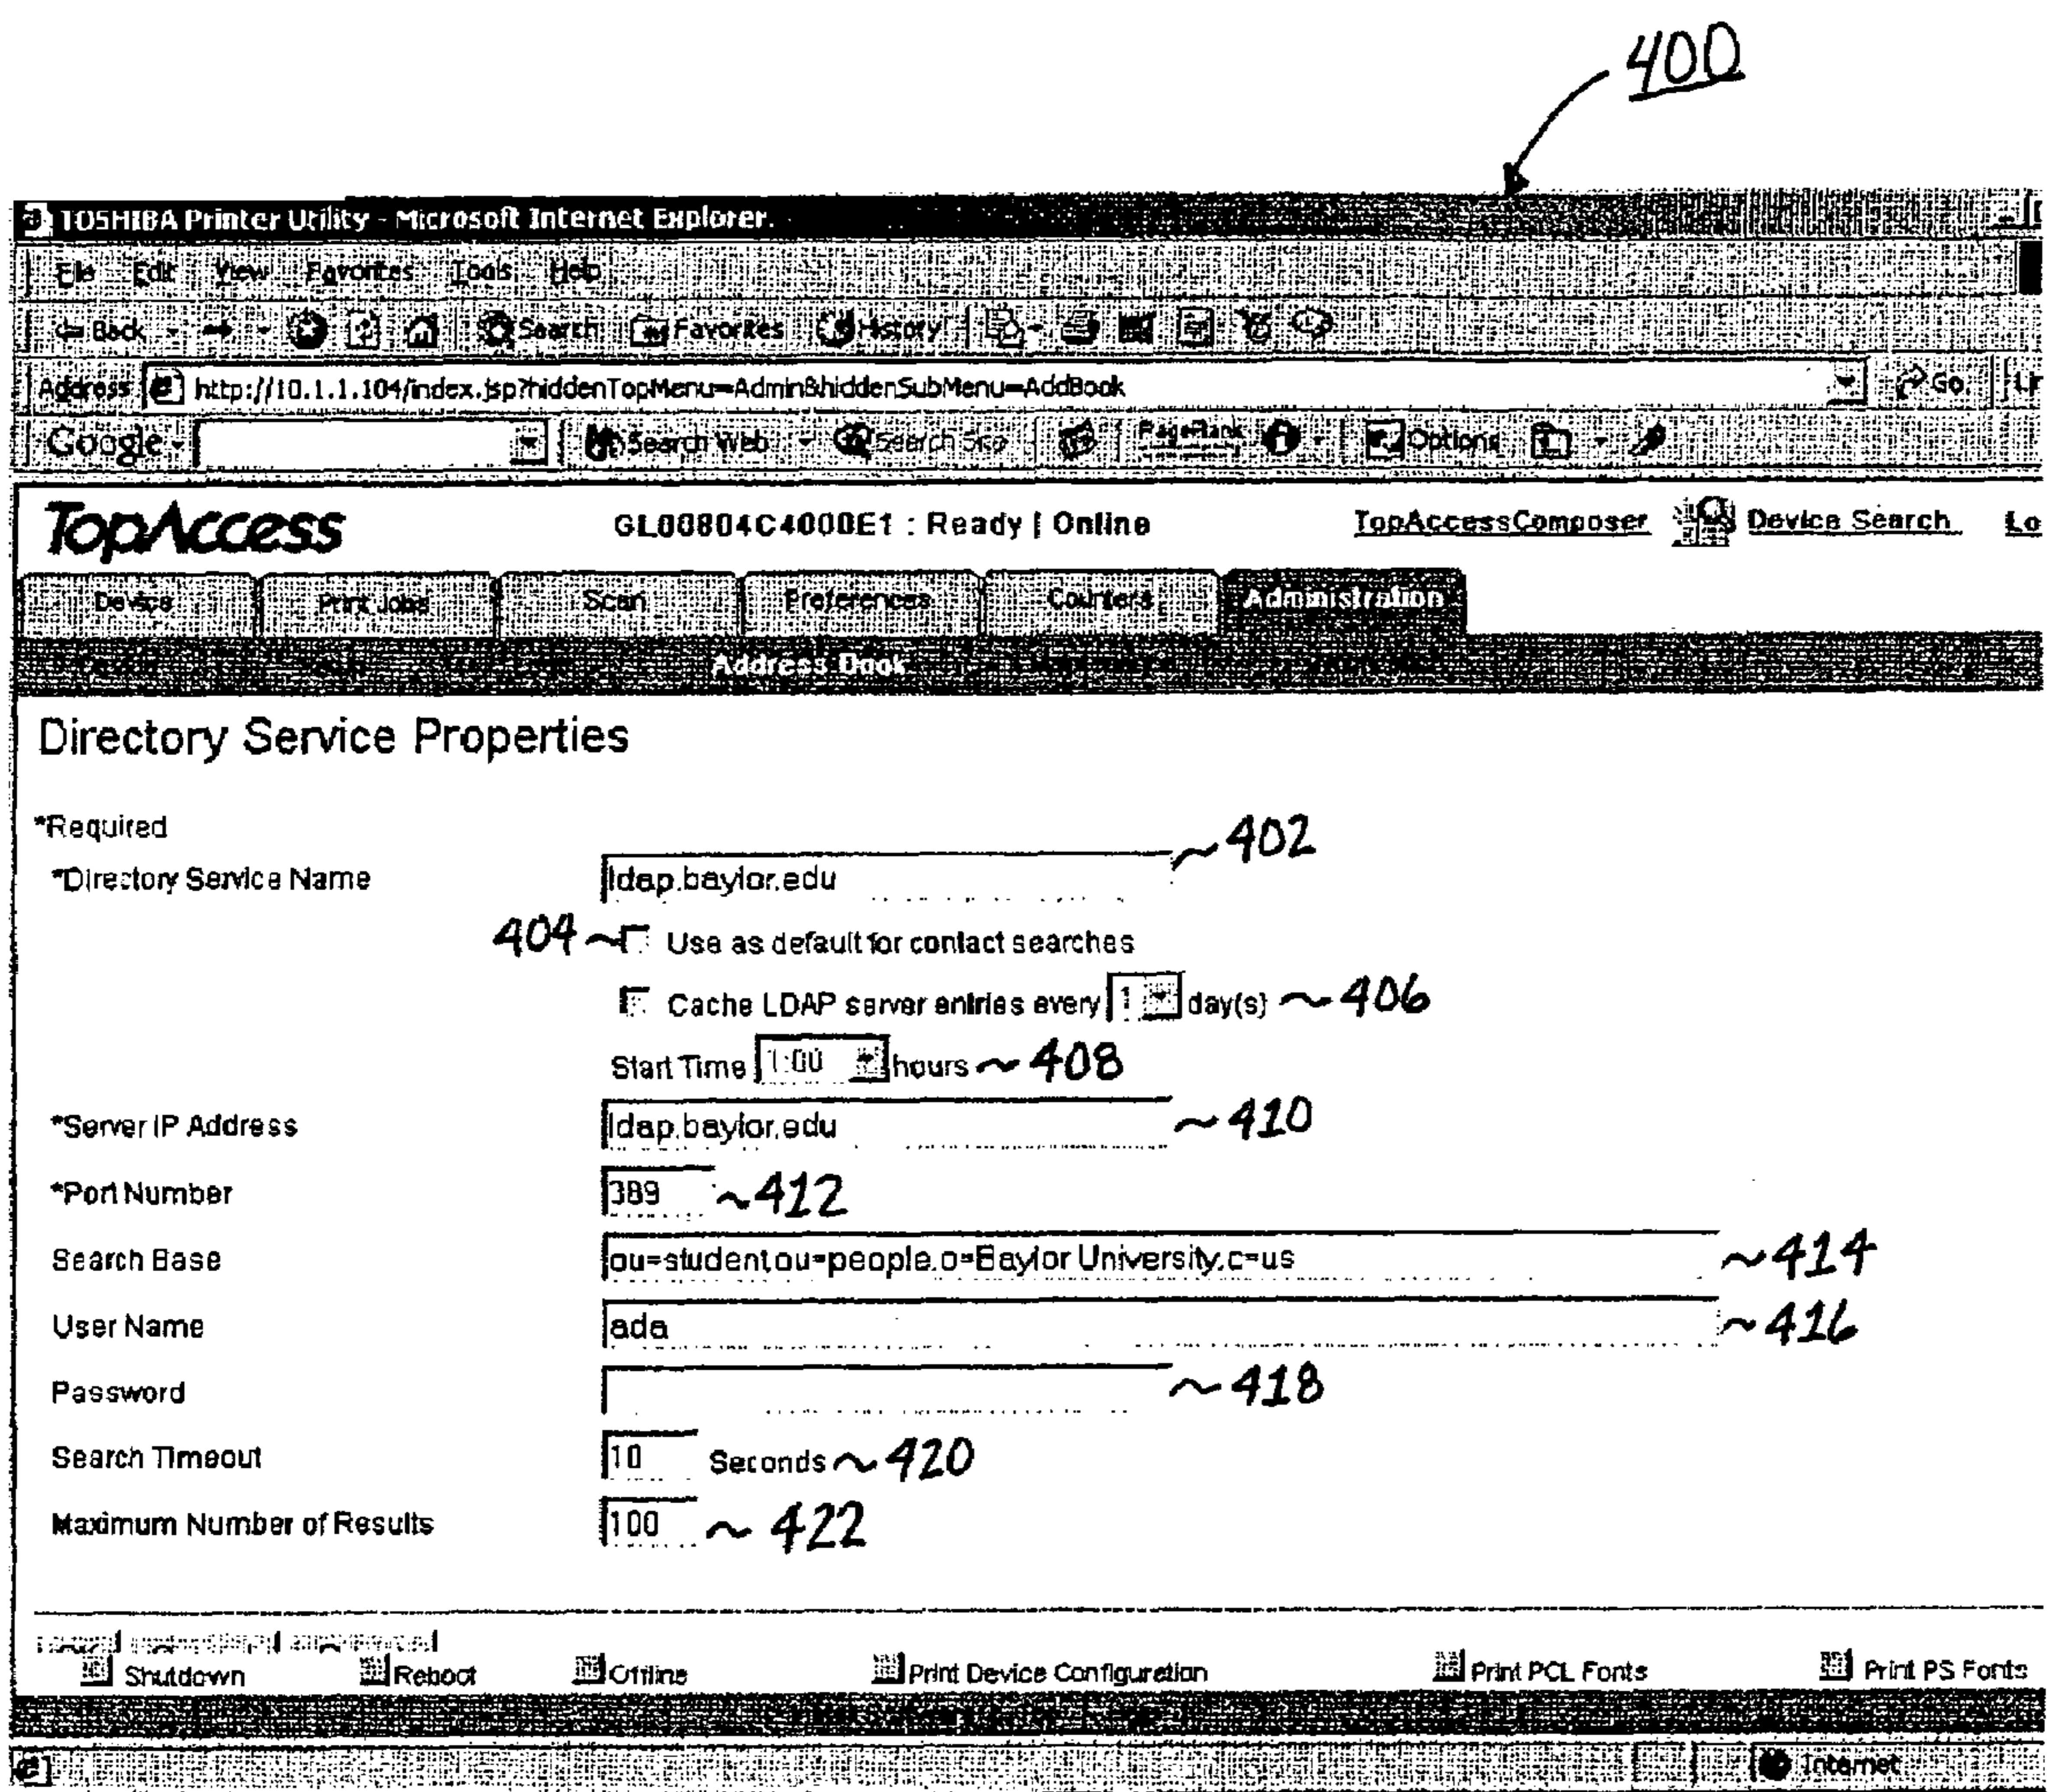 400
TOSHIBA Printer Utility - Microsoft Internet Explorer.
File Edit View Favorites Tools Help
Back Search Favorites History
Address http://10.1.1.104/index.jsp?hiddenTopMenu=Admin&hiddenSubMenu=AddBook Go
Google Search Web Search Site PageRank Options
TopAccess GL00804C4000E1 : Ready | Online TopAccessComposer Device Search Lo
Device Print Jobs Scan Preferences Counters Administration
Address Book
Directory Service Properties
*Required
*Directory Service Name ldap.baylor.edu ~402
404~ Use as default for contact searches
Cache LDAP server entries every 1 day(s) ~406
Start Time 1:00 hours ~408
*Server IP Address ldap.baylor.edu ~410
*Port Number 389 ~412
Search Base ou=student,ou=people,o=Baylor University,c=us ~414
User Name ada ~416
Password ~418
Search Timeout 10 Seconds ~420
Maximum Number of Results 100 ~422
Shutdown Reboot Offline Print Device Configuration Print PCL Fonts Print PS Fonts
Internet